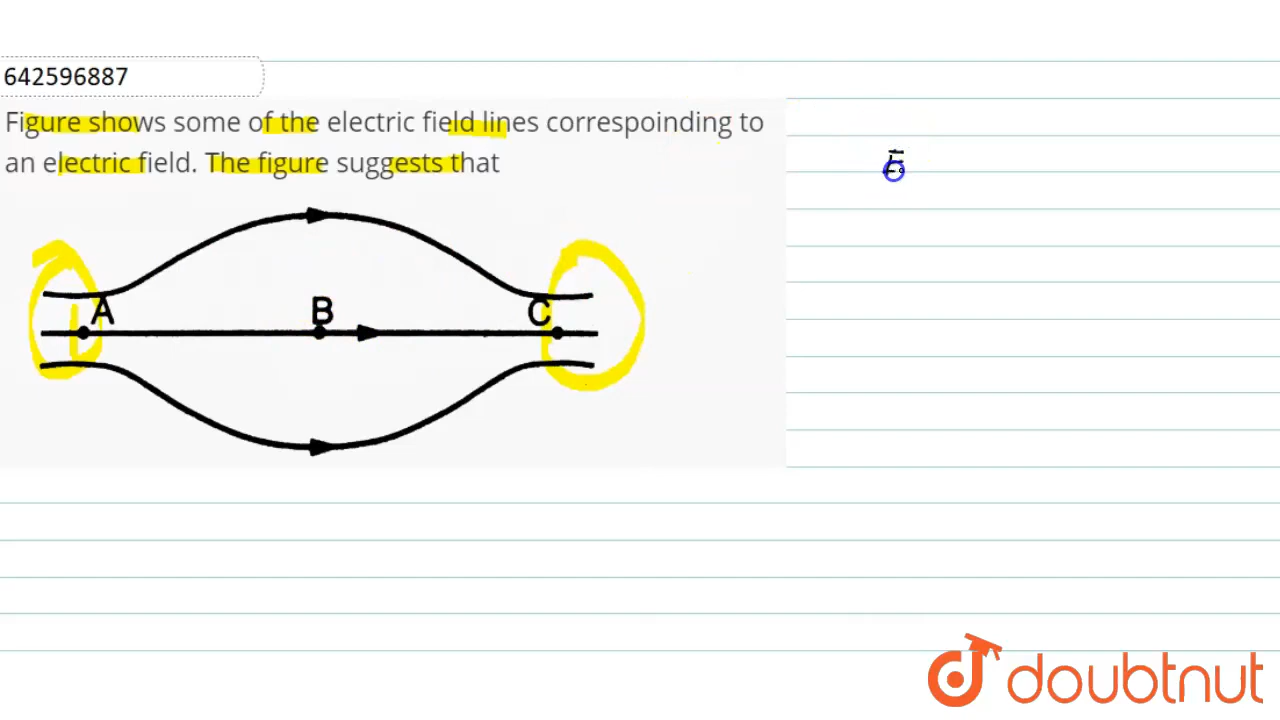 642596887
Figure shows some of the electric field lines correspoinding to
an electric field. The figure suggests that
A B C
E
doubtnut